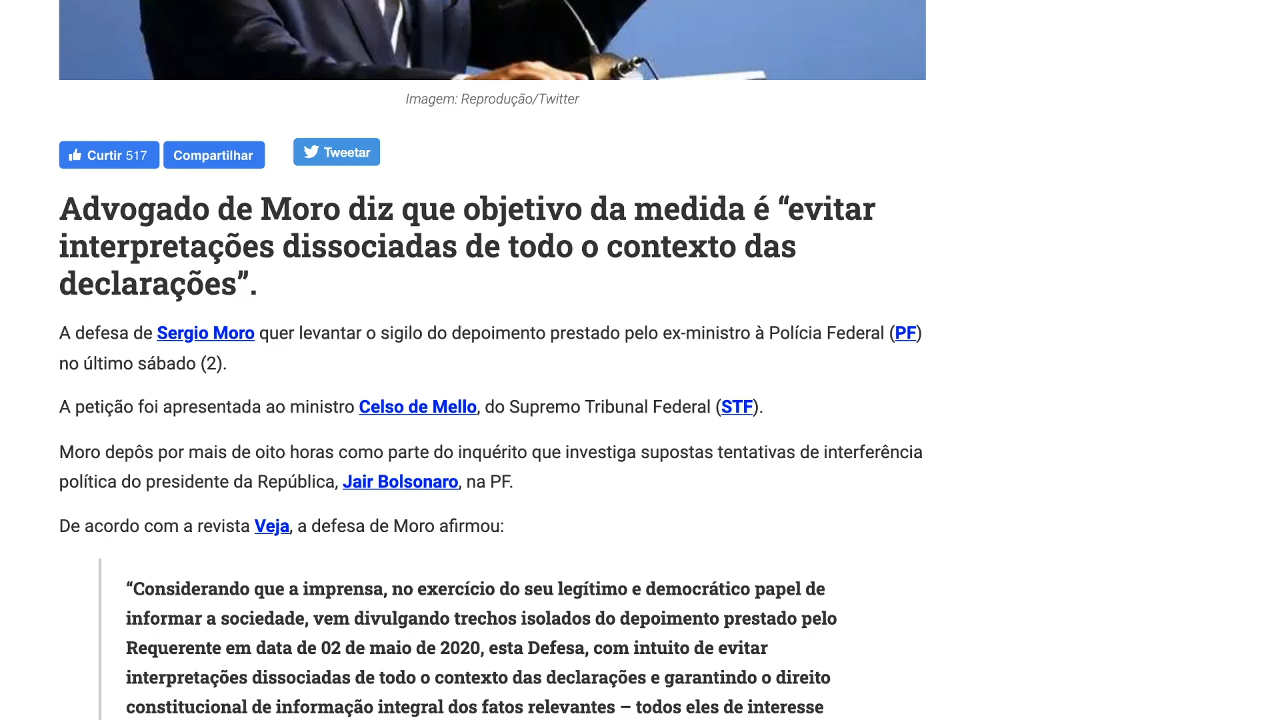 Imagem: Reprodução/Twitter
Curtir 517 Compartilhar Tweetar
Advogado de Moro diz que objetivo da medida é “evitar
interpretações dissociadas de todo o contexto das
declarações”.
A defesa de Sergio Moro quer levantar o sigilo do depoimento prestado pelo ex-ministro à Polícia Federal (PF)
no último sábado (2).
A petição foi apresentada ao ministro Celso de Mello, do Supremo Tribunal Federal (STF).
Moro depôs por mais de oito horas como parte do inquérito que investiga supostas tentativas de interferência
política do presidente da República, Jair Bolsonaro, na PF.
De acordo com a revista Veja, a defesa de Moro afirmou:
“Considerando que a imprensa, no exercício do seu legítimo e democrático papel de
informar a sociedade, vem divulgando trechos isolados do depoimento prestado pelo
Requerente em data de 02 de maio de 2020, esta Defesa, com intuito de evitar
interpretações dissociadas de todo o contexto das declarações e garantindo o direito
constitucional de informação integral dos fatos relevantes – todos eles de interesse